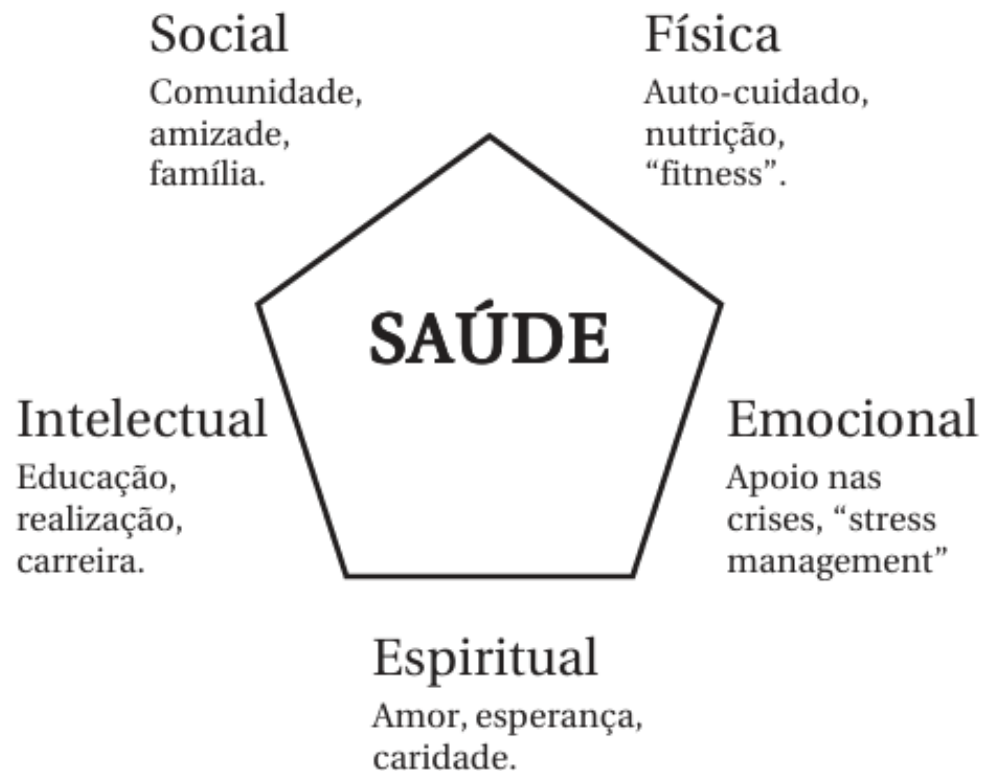 Social
Comunidade,
amizade,
família.
Física
Auto-cuidado,
nutrição,
“fitness”.
SAÚDE
Intelectual
Educação,
realização,
carreira.
Emocional
Apoio nas
crises, “stress
management”
Espiritual
Amor, esperança,
caridade.